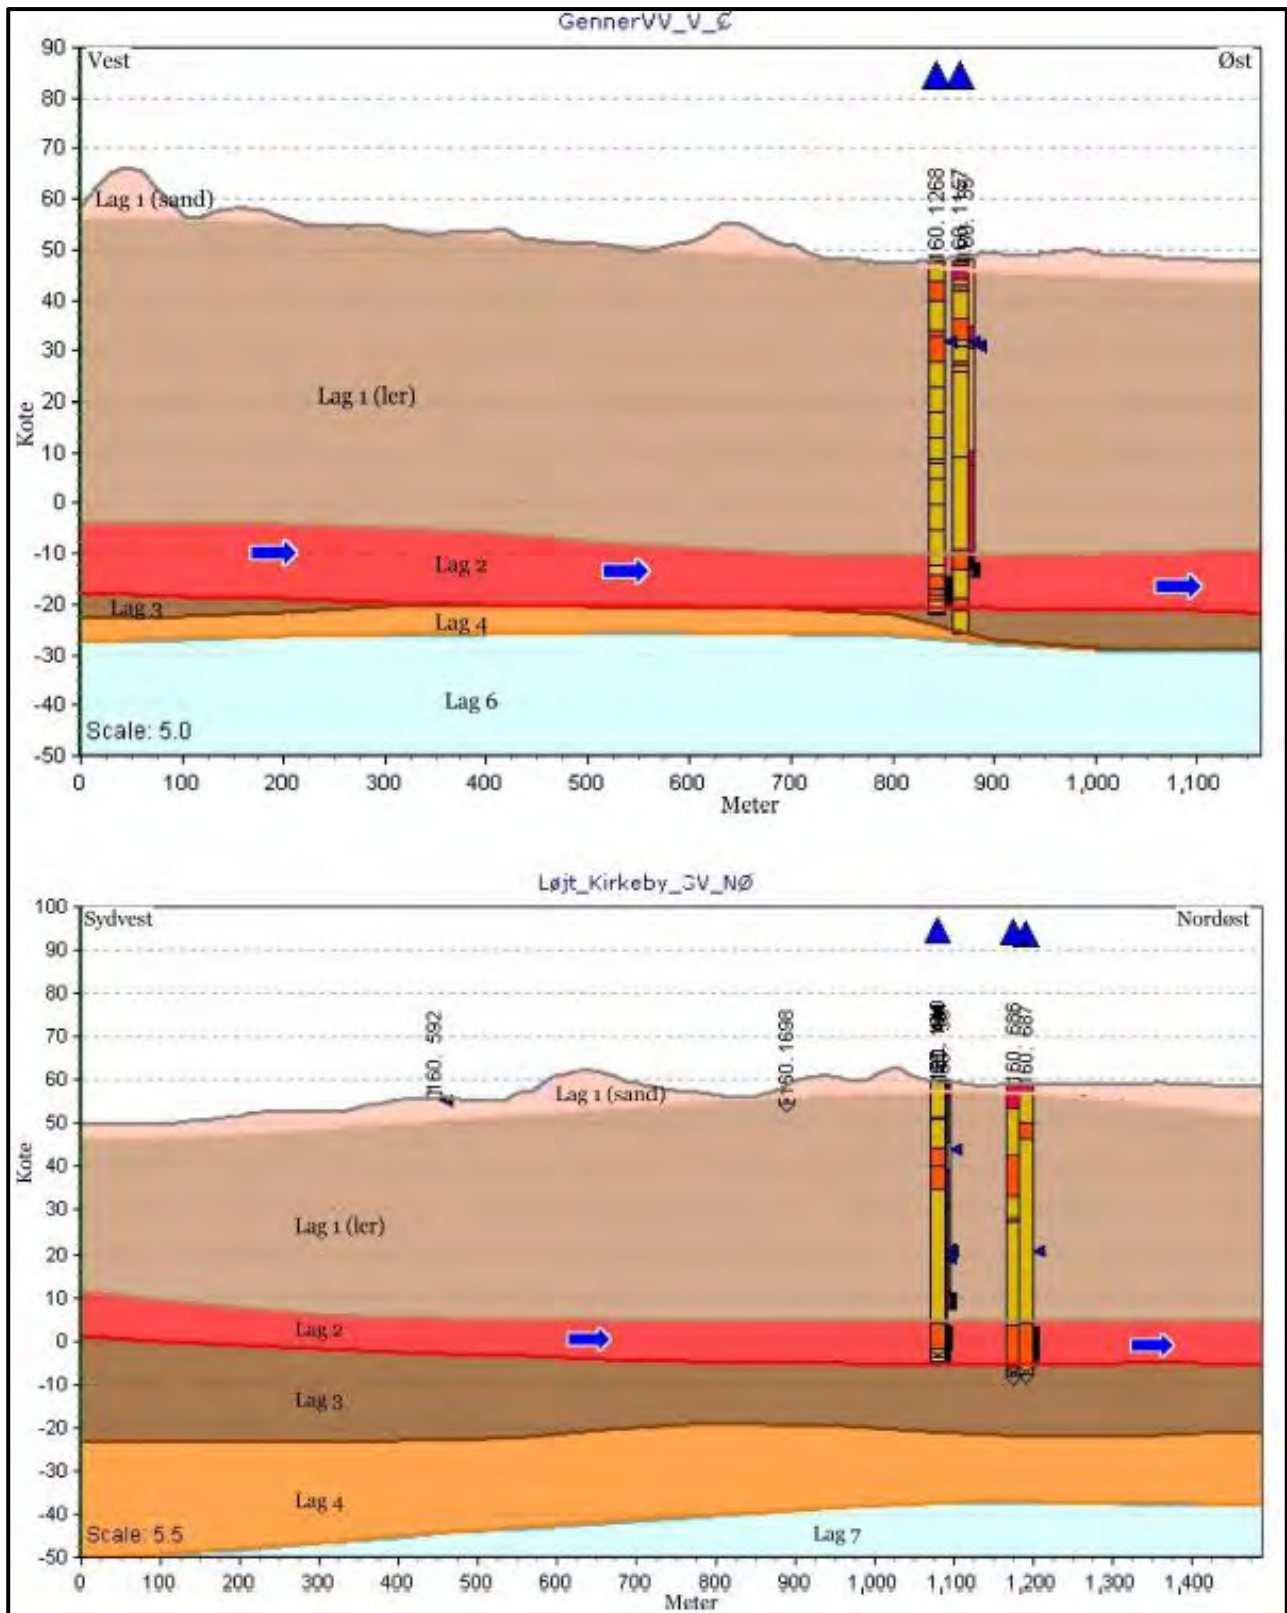 GennerVV_V_Ø
90
Vest
Øst
80
70
60
Lag 1 (sand)
50
160. 1268
160.
40
30
Lag 1 (ler)
20
Kote
10
0
-10
Lag 2
-20
Lag 3
Lag 4
-30
-40
Lag 6
Scale: 5.0
-50
0 100 200 300 400 500 600 700 800 900 1,000 1,100
Meter
Løjt_Kirkeby_SV_NØ
100
Sydvest
Nordøst
90
80
70
160. 592
160. 1698
160. 686
160. 687
60
Lag 1 (sand)
50
40
Kote
30
Lag 1 (ler)
20
10
Lag 2
0
-10
Lag 3
-20
-30
Lag 4
-40
Scale: 5.5
Lag 7
-50
0 100 200 300 400 500 600 700 800 900 1,000 1,100 1,200 1,300 1,400
Meter